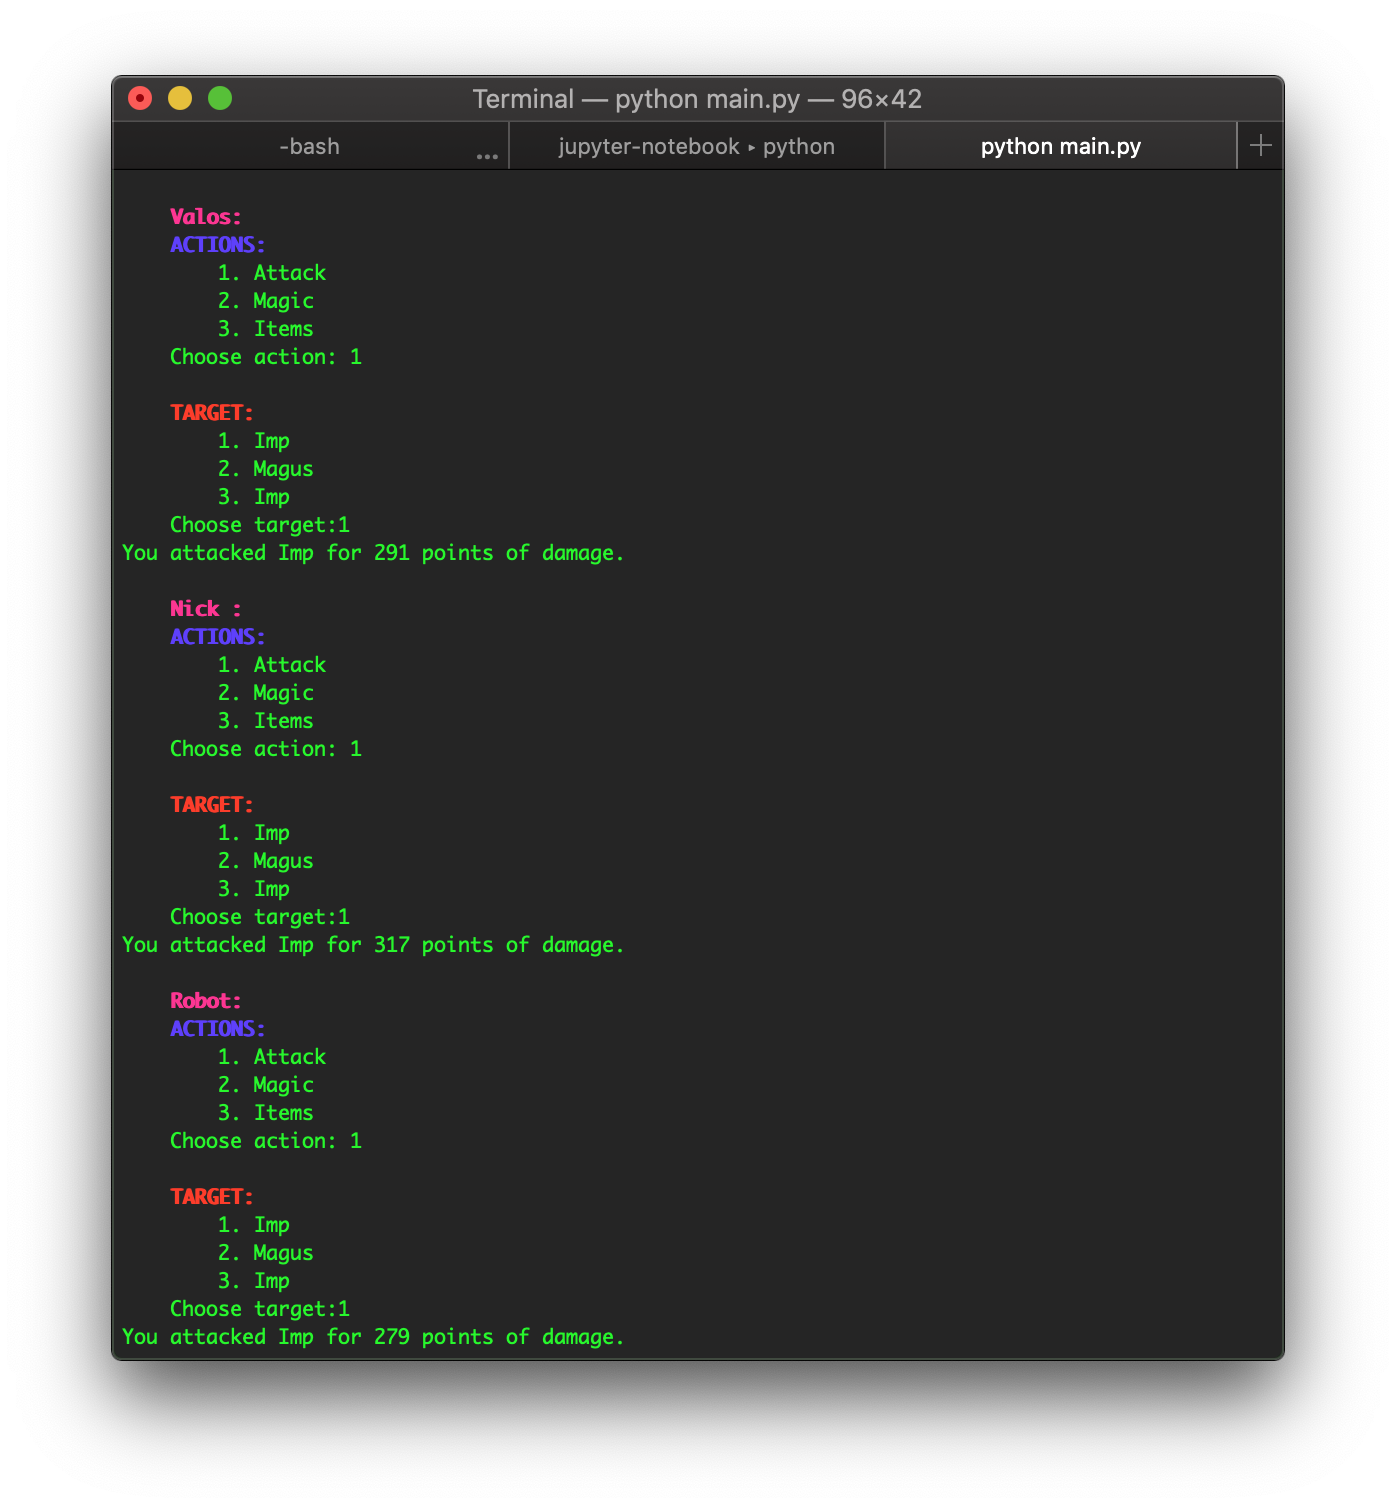 Terminal — python main.py — 96×42
-bash ... jupyter-notebook ▸ python python main.py +
Valos:
ACTIONS:
1. Attack
2. Magic
3. Items
Choose action: 1
TARGET:
1. Imp
2. Magus
3. Imp
Choose target:1
You attacked Imp for 291 points of damage.
Nick :
ACTIONS:
1. Attack
2. Magic
3. Items
Choose action: 1
TARGET:
1. Imp
2. Magus
3. Imp
Choose target:1
You attacked Imp for 317 points of damage.
Robot:
ACTIONS:
1. Attack
2. Magic
3. Items
Choose action: 1
TARGET:
1. Imp
2. Magus
3. Imp
Choose target:1
You attacked Imp for 279 points of damage.